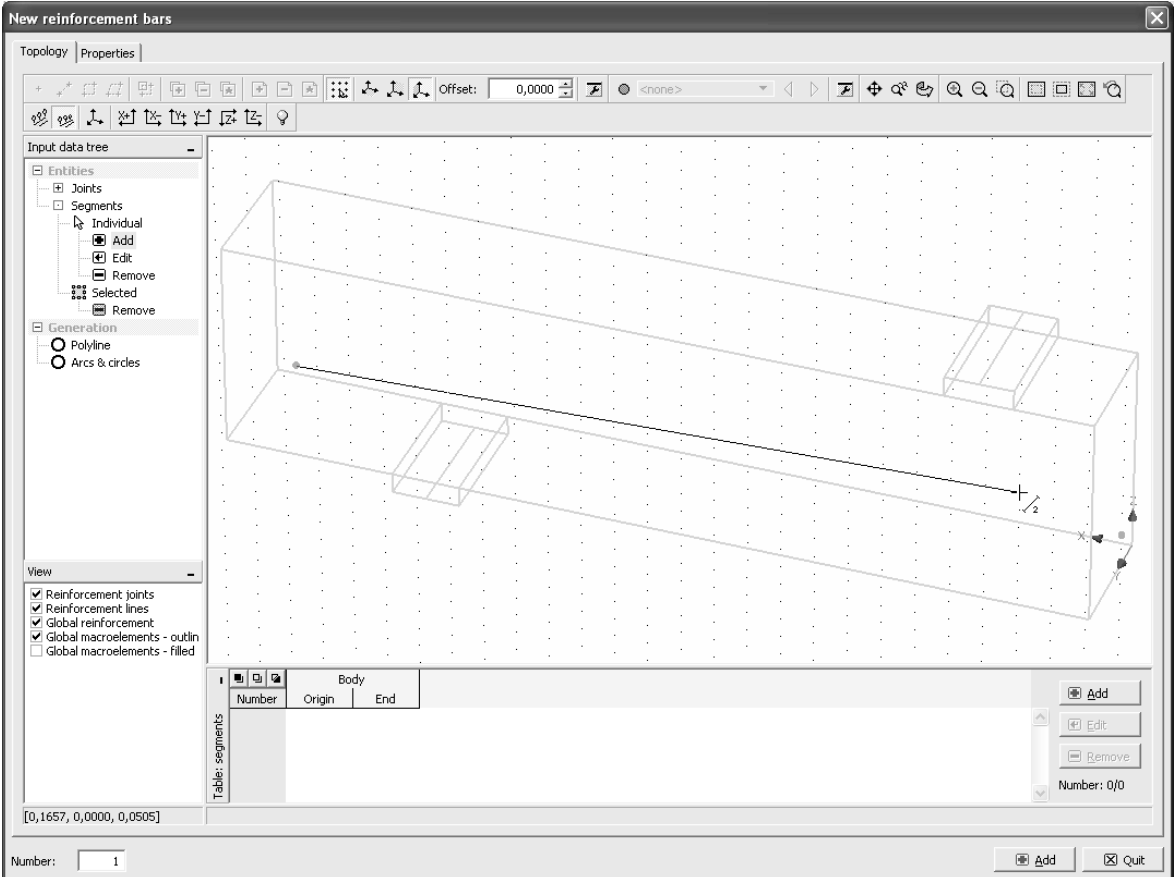 New reinforcement bars
Topology Properties
Offset: 0,0000 <none>
X+ X- Y+ Y- Z+ Z-
Input data tree
Entities
Joints
Segments
Individual
Add
Edit
Remove
Selected
Remove
Generation
Polyline
Arcs & circles
2
Z
X
Y
View
Reinforcement joints
Reinforcement lines
Global reinforcement
Global macroelements - outlin
Global macroelements - filled
Table: segments
Body
Number Origin End
Add
Edit
Remove
Number: 0/0
[0,1657, 0,0000, 0,0505]
Number: 1
Add Quit